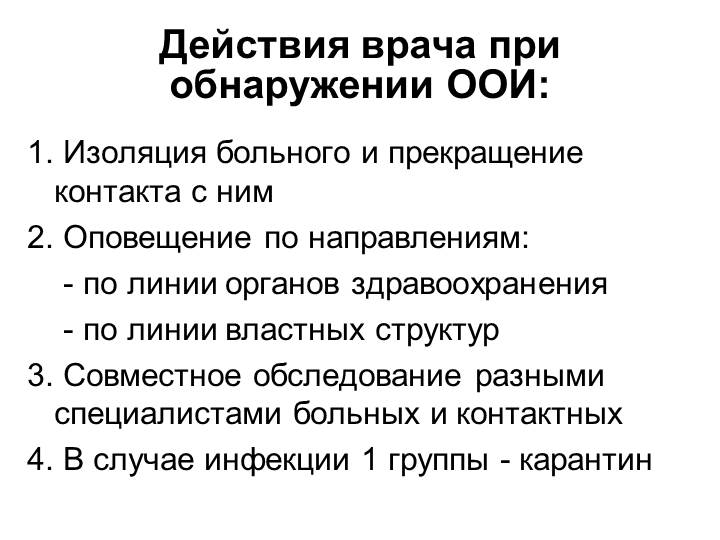 Действия врача при
обнаружении ООИ:
1. Изоляция больного и прекращение
контакта с ним
2. Оповещение по направлениям:
- по линии органов здравоохранения
- по линии властных структур
3. Совместное обследование разными
специалистами больных и контактных
4. В случае инфекции 1 группы - карантин